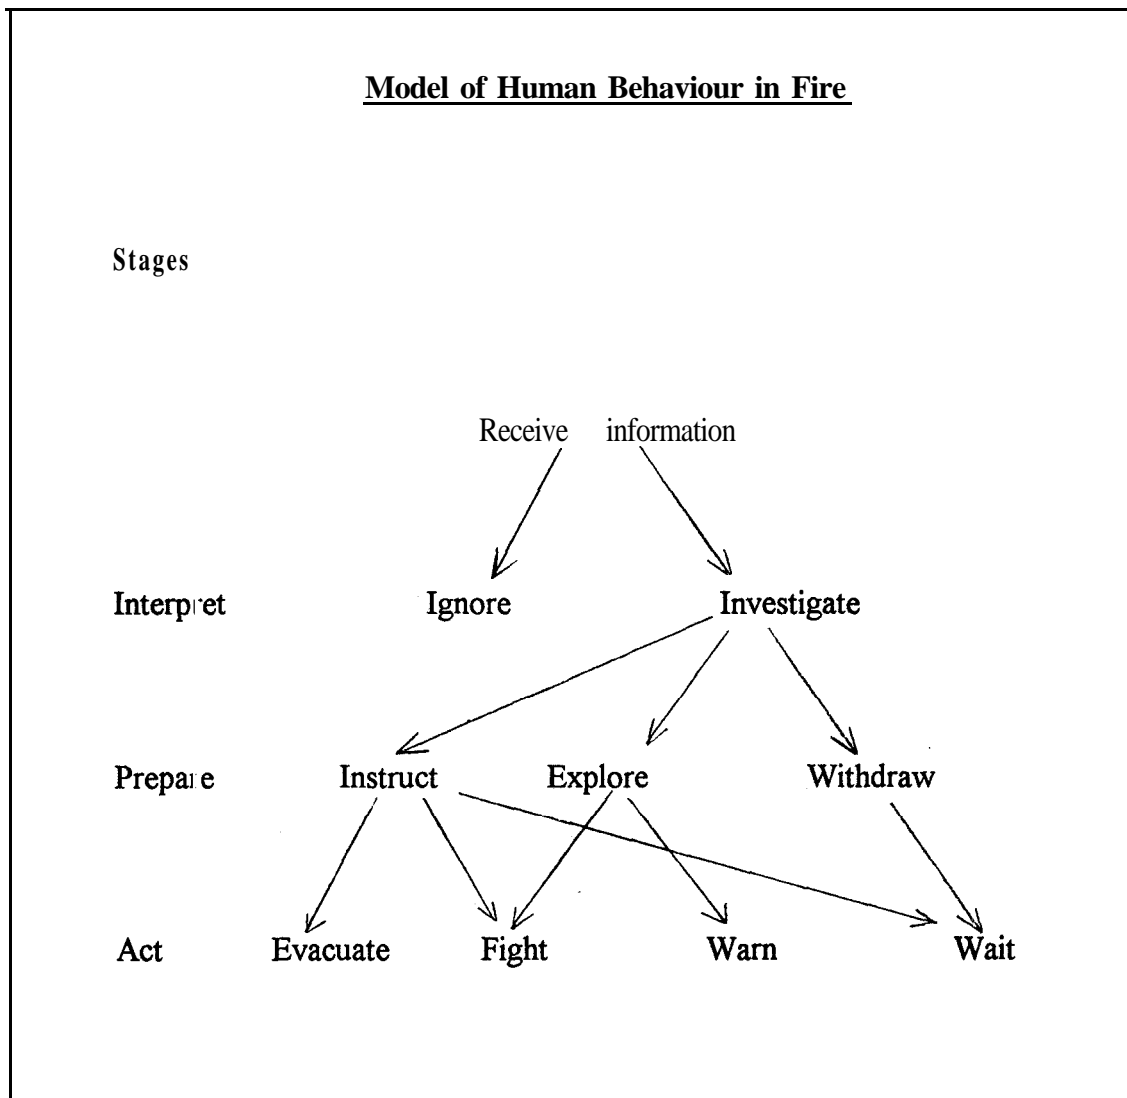 Model of Human Behaviour in Fire
Stages
Receive information
Interpret Ignore Investigate
Prepare Instruct Explore Withdraw
Act Evacuate Fight Warn Wait